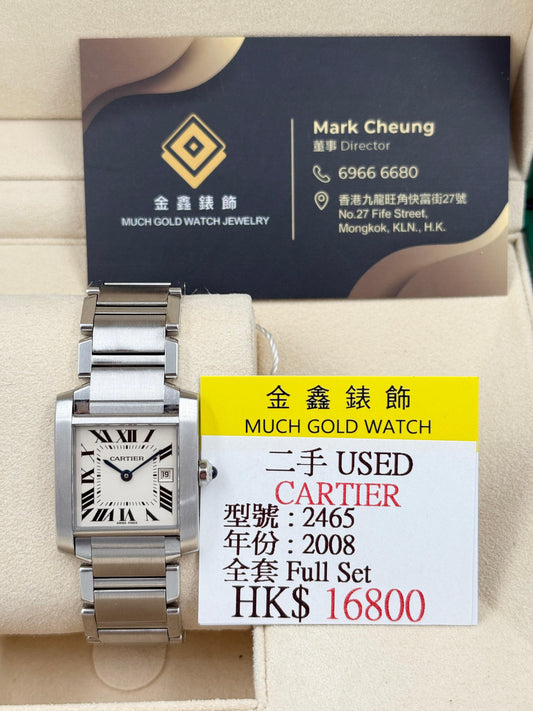 金鑫錶飾
MUCH GOLD WATCH JEWELRY
Mark Cheung
董事 Director
6966 6680
香港九龍旺角快富街27號
No.27 Fife Street,
Mongkok, KLN., H.K.
CARTIER
19
金鑫錶飾
MUCH GOLD WATCH
二手 USED
CARTIER
型號 : 2465
年份 : 2008
全套 Full Set
HK$ 16800